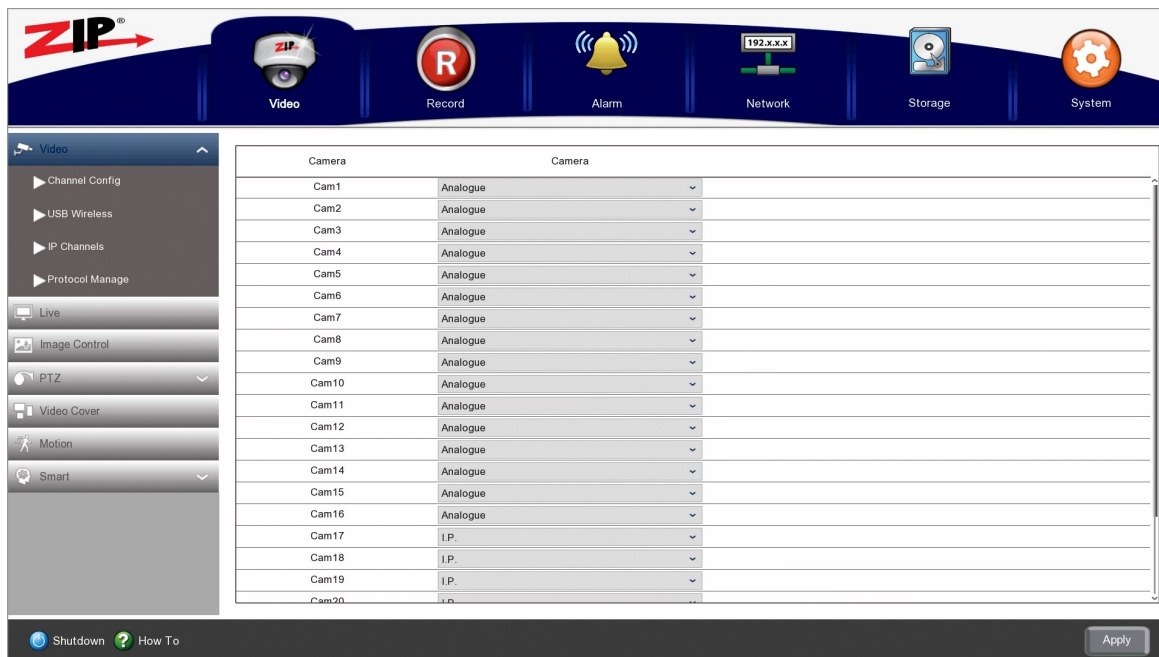 ZIP®
ZIP
R
192.x.x.x
Video
Record
Alarm
Network
Storage
System
Video
Channel Config
USB Wireless
IP Channels
Protocol Manage
Live
Image Control
PTZ
Video Cover
Motion
Smart
Camera Camera
Cam1 Analogue
Cam2 Analogue
Cam3 Analogue
Cam4 Analogue
Cam5 Analogue
Cam6 Analogue
Cam7 Analogue
Cam8 Analogue
Cam9 Analogue
Cam10 Analogue
Cam11 Analogue
Cam12 Analogue
Cam13 Analogue
Cam14 Analogue
Cam15 Analogue
Cam16 Analogue
Cam17 I.P.
Cam18 I.P.
Cam19 I.P.
Cam20 I.P.
Shutdown ? How To
Apply